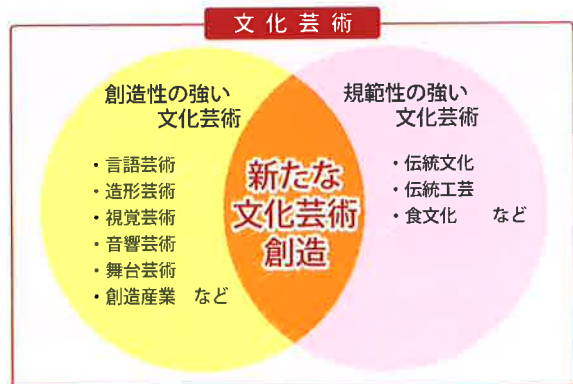 文化芸術
創造性の強い
文化芸術
・言語芸術
・造形芸術
・視覚芸術
・音響芸術
・舞台芸術
・創造産業 など
新たな
文化芸術
創造
規範性の強い
文化芸術
・伝統文化
・伝統工芸
・食文化 など